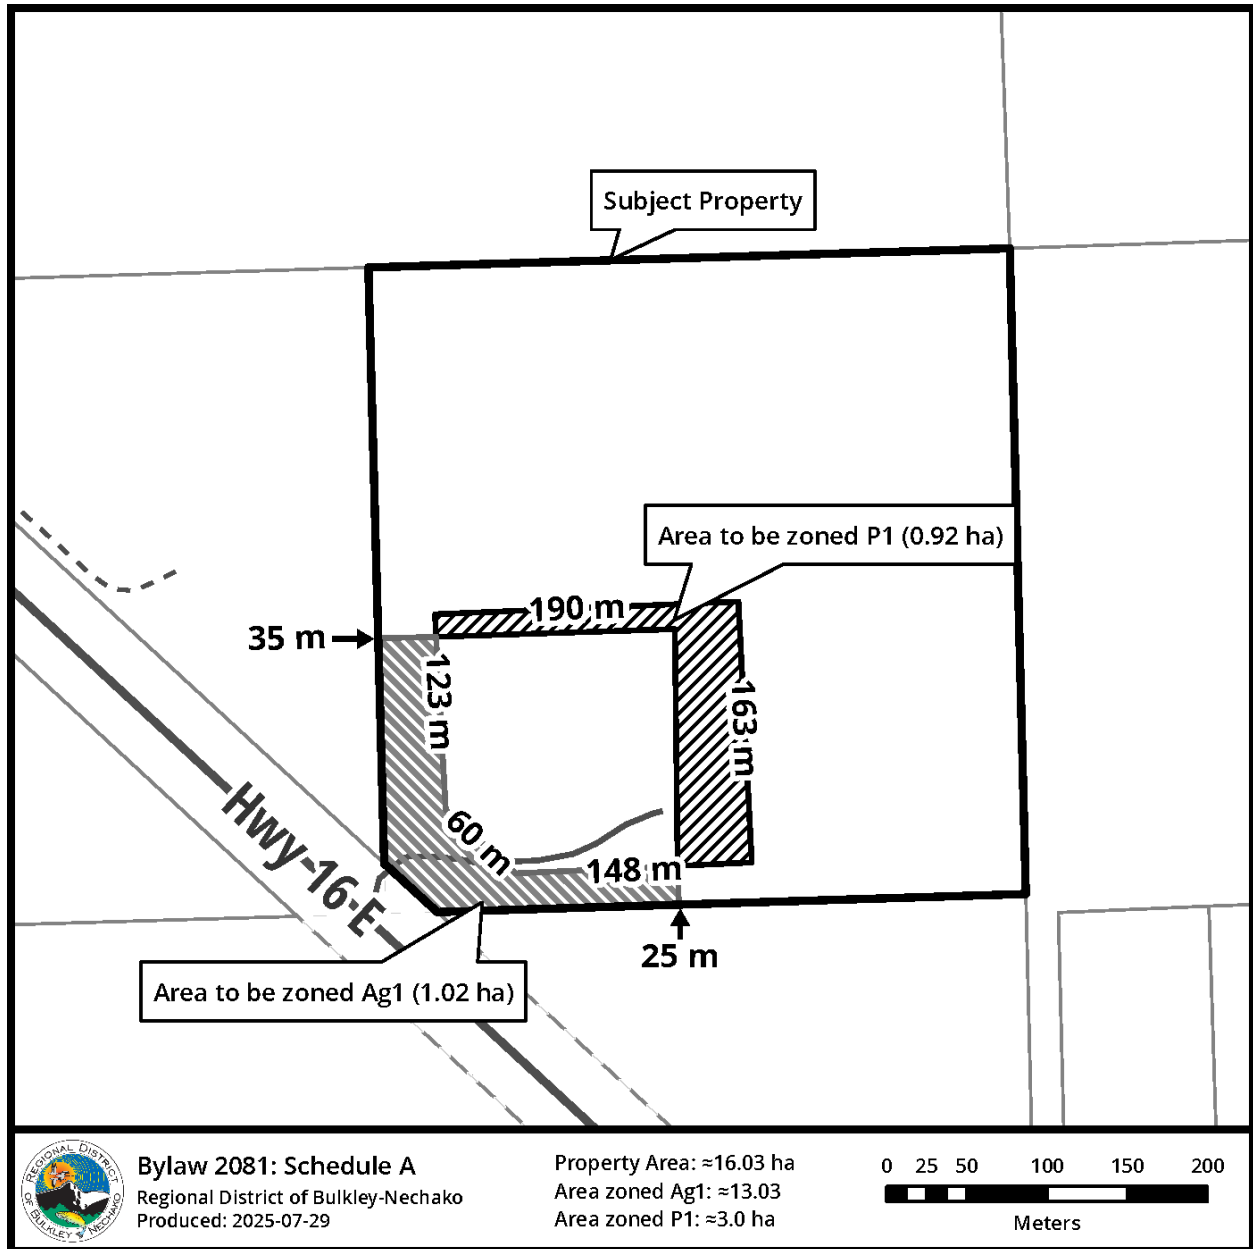 Subject Property
Area to be zoned P1 (0.92 ha)
190 m
35 m
123 m
163 m
60 m
148 m
Hwy-16-E
25 m
Area to be zoned Ag1 (1.02 ha)
REGIONAL DISTRICT
OF BULKLEY NECHAKO
Bylaw 2081: Schedule A
Regional District of Bulkley-Nechako
Produced: 2025-07-29
Property Area: ≈16.03 ha
Area zoned Ag1: ≈13.03
Area zoned P1: ≈3.0 ha
0 25 50 100 150 200
Meters